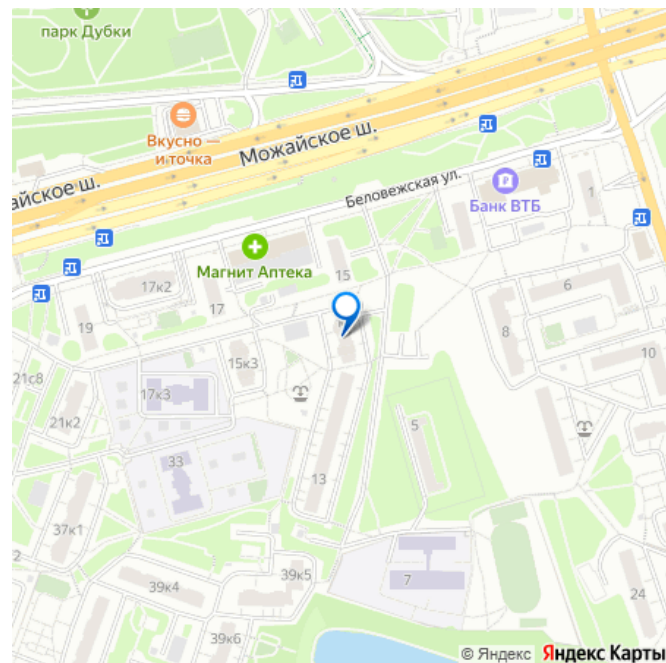 парк Дубки
Вкусно —
и точка
Можайское ш.
айское ш.
Беловежская ул.
Банк ВТБ
1
Магнит Аптека
15
17к2
17
6
19
8
15к3
10
21с8
17к3
21к2
5
33
13
37к1
39к5
7
39к4
24
39к6
© Яндекс Яндекс Карты